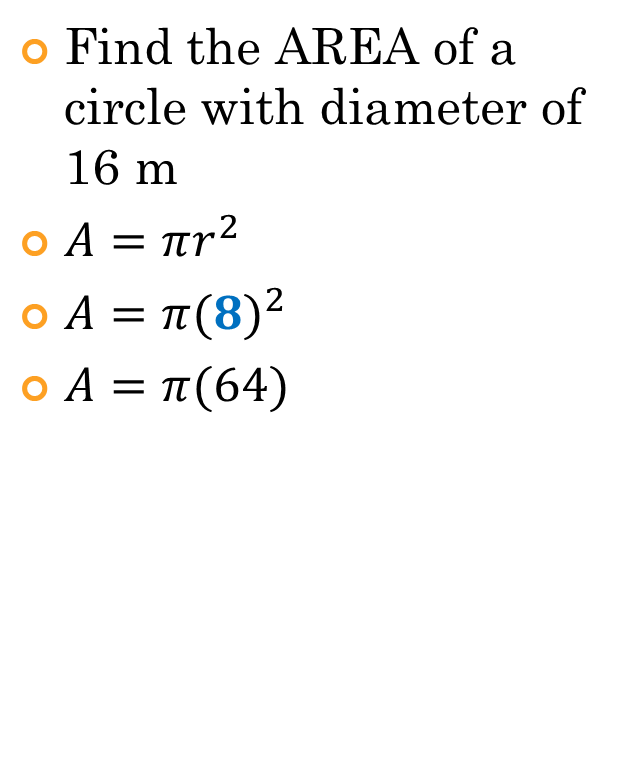 Find the AREA of a
circle with diameter of
16 m
𝐴 = 𝜋𝑟²
𝐴 = 𝜋(8)²
𝐴 = 𝜋(64)